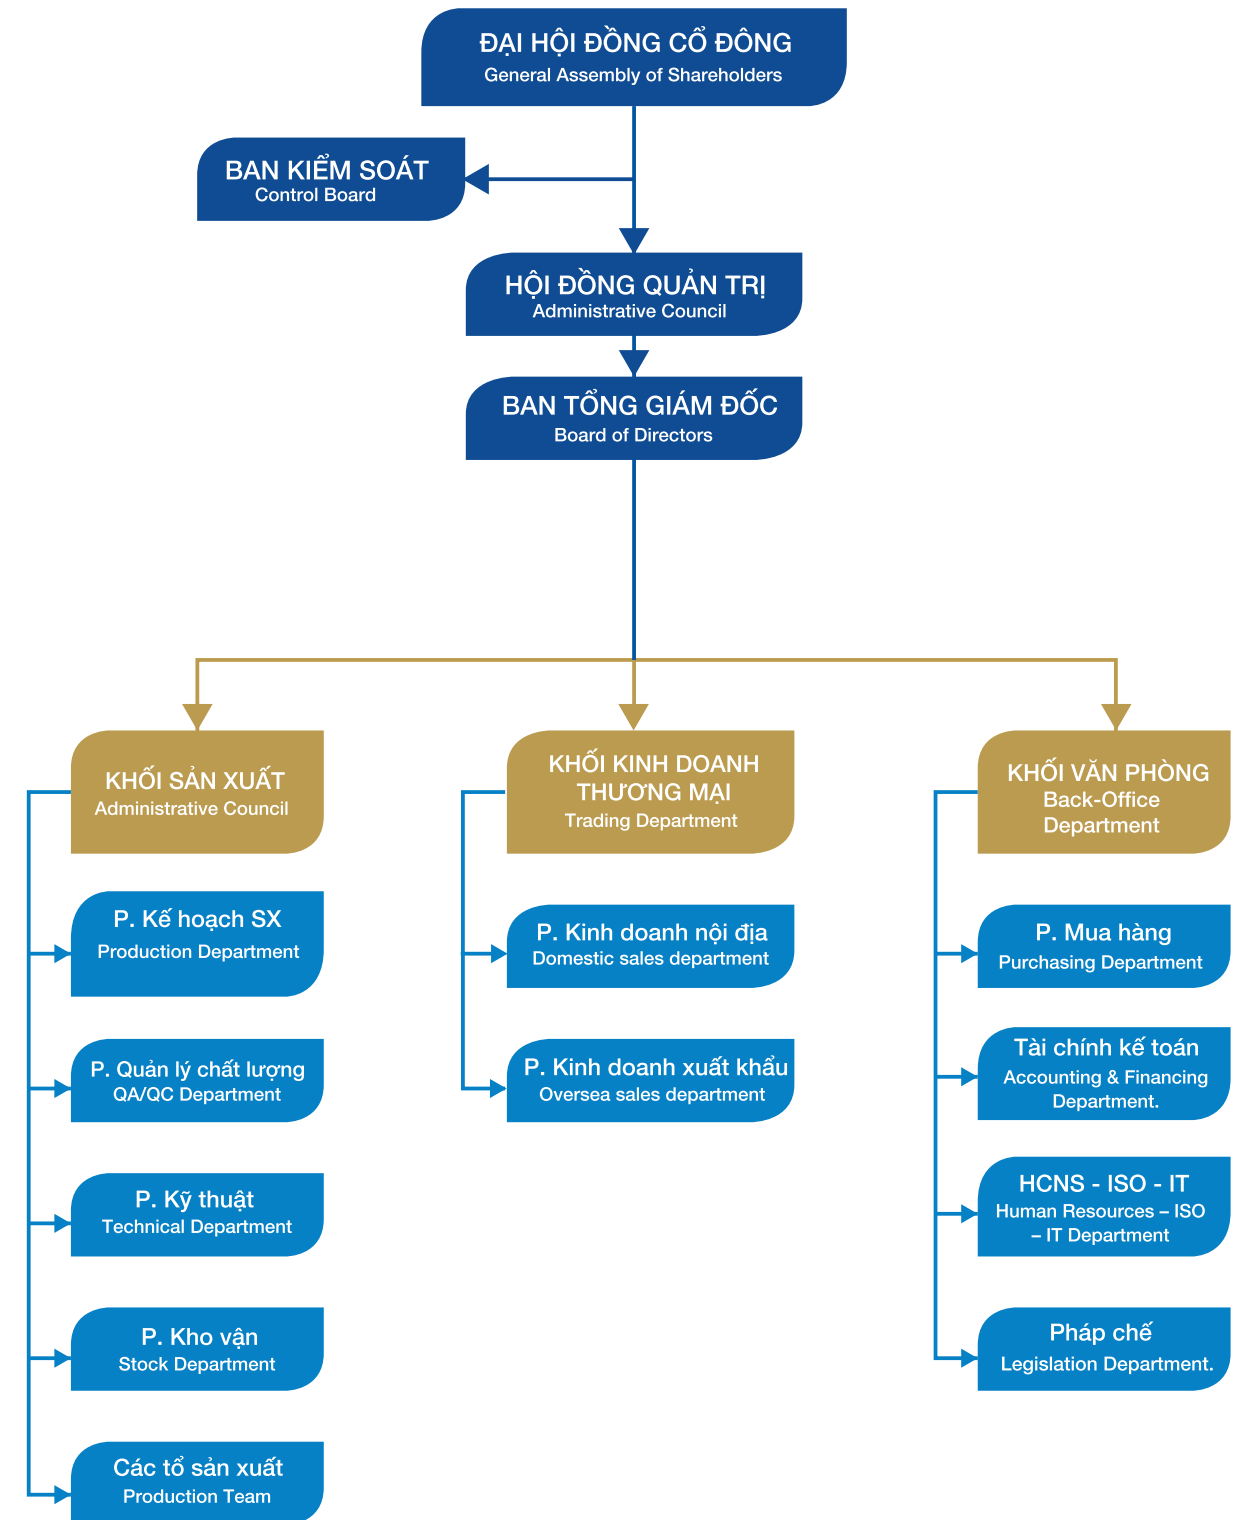 ĐẠI HỘI ĐỒNG CỔ ĐÔNG
General Assembly of Shareholders
BAN KIỂM SOÁT
Control Board
HỘI ĐỒNG QUẢN TRỊ
Administrative Council
BAN TỔNG GIÁM ĐỐC
Board of Directors
KHỐI SẢN XUẤT
Administrative Council
P. Kế hoạch SX
Production Department
P. Quản lý chất lượng
QA/QC Department
P. Kỹ thuật
Technical Department
P. Kho vận
Stock Department
Các tổ sản xuất
Production Team
KHỐI KINH DOANH
THƯƠNG MẠI
Trading Department
P. Kinh doanh nội địa
Domestic sales department
P. Kinh doanh xuất khẩu
Oversea sales department
KHỐI VĂN PHÒNG
Back-Office
Department
P. Mua hàng
Purchasing Department
Tài chính kế toán
Accounting & Financing
Department.
HCNS - ISO - IT
Human Resources – ISO
– IT Department
Pháp chế
Legislation Department.